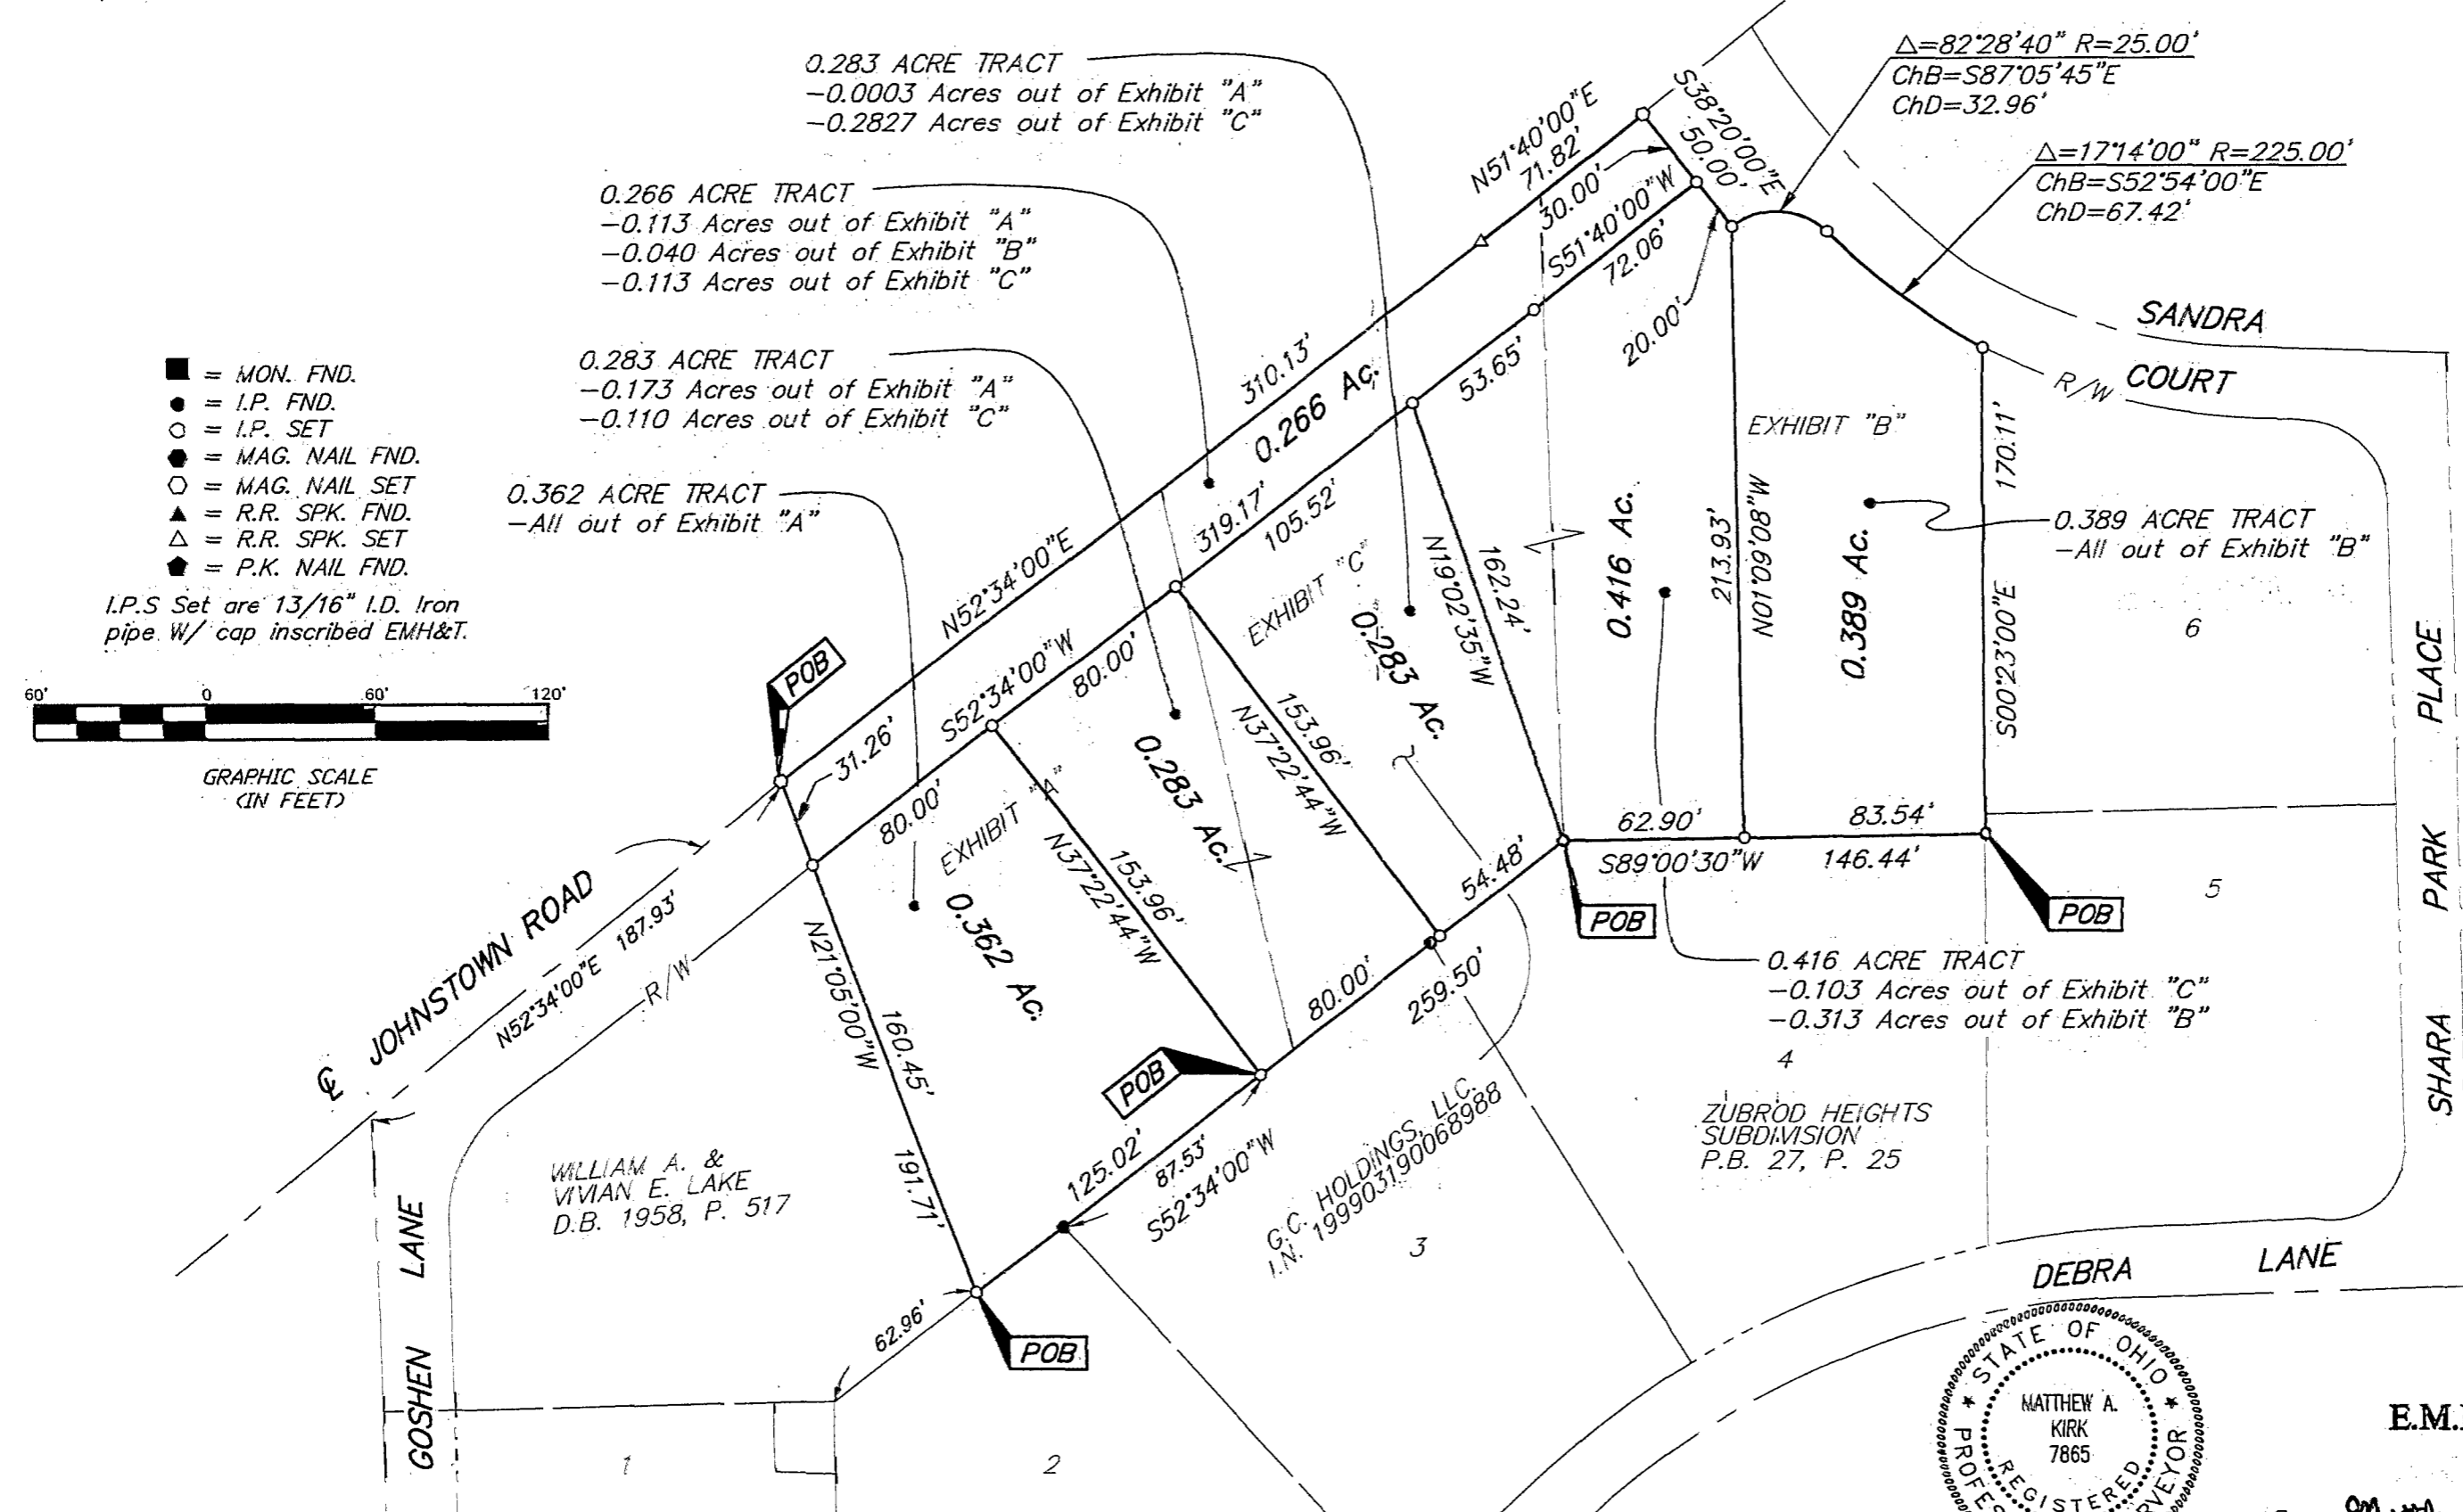 0.283 ACRE TRACT
-0.0003 Acres out of Exhibit "A"
-0.2827 Acres out of Exhibit "C"
0.266 ACRE TRACT
-0.113 Acres out of Exhibit "A"
-0.040 Acres out of Exhibit "B"
-0.113 Acres out of Exhibit "C"
0.283 ACRE TRACT
-0.173 Acres out of Exhibit "A"
-0.110 Acres out of Exhibit "C"
0.362 ACRE TRACT
-All out of Exhibit "A"
Δ=82°28'40" R=25.00'
ChB=S87°05'45"E
ChD=32.96'
Δ=17°14'00" R=225.00'
ChB=S52°54'00"E
ChD=67.42'
= MON. FND.
= I.P. FND.
= I.P. SET
= MAG. NAIL FND.
= MAG. NAIL SET
= R.R. SPK. FND.
= R.R. SPK. SET
= P.K. NAIL FND.
I.P.S Set are 13/16" I.D. Iron
pipe W/ cap inscribed EMH&T.
60' 0 60' 120'
GRAPHIC SCALE
(IN FEET)
N51°40'00"E
71.82'
S38°20'00"E
50.00'
30.00'
S51°40'00"W
72.06'
20.00'
SANDRA
COURT
R/W
310.13'
0.266 Ac.
N52°34'00"E
53.65'
319.17'
105.52'
EXHIBIT "B"
170.11'
S00°23'00"E
0.416 Ac.
213.93'
N01°09'08"W
0.389 Ac.
0.389 ACRE TRACT
-All out of Exhibit "B"
6
EXHIBIT "C"
0.283 Ac.
162.24'
N19°02'35"W
POB
31.26'
S52°34'00"W
80.00'
80.00'
153.96'
N37°22'44"W
0.283 Ac.
EXHIBIT "A"
153.96'
N37°22'44"W
0.362 Ac.
54.48'
62.90'
83.54'
S89°00'30"W
146.44'
POB
POB
5
SHARA PARK PLACE
0.416 ACRE TRACT
-0.103 Acres out of Exhibit "C"
-0.313 Acres out of Exhibit "B"
4
ZUBROD HEIGHTS
SUBDIVISION
P.B. 27, P. 25
℄ JOHNSTOWN ROAD
N52°34'00"E 187.93'
R/W
N21°05'00"W
160.45'
191.71'
80.00'
259.50'
POB
125.02'
87.53'
S52°34'00"W
G.C. HOLDINGS, LLC.
I.N. 199903190068988
3
WILLIAM A. &
VIVIAN E. LAKE
D.B. 1958, P. 517
GOSHEN LANE
62.96'
POB
1
2
DEBRA LANE
STATE OF OHIO
MATTHEW A.
KIRK
7865
REGISTERED
E.M.